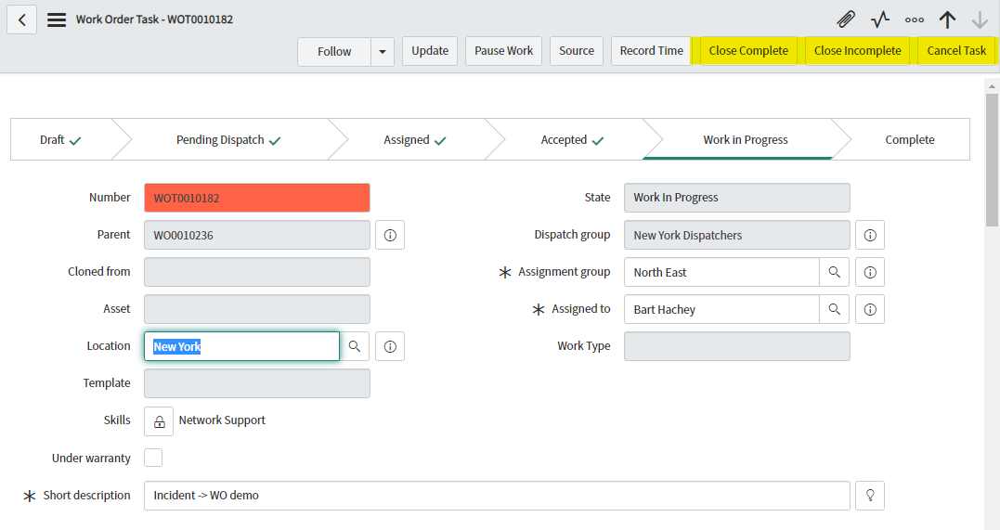 Work Order Task - WOT0010182
Follow Update Pause Work Source Record Time Close Complete Close Incomplete Cancel Task
Draft Pending Dispatch Assigned Accepted Work in Progress Complete
Number WOT0010182 State Work In Progress
Parent WO0010236 Dispatch group New York Dispatchers
Cloned from Assignment group North East
Asset Assigned to Bart Hachey
Location New York Work Type
Template
Skills Network Support
Under warranty
Short description Incident -> WO demo